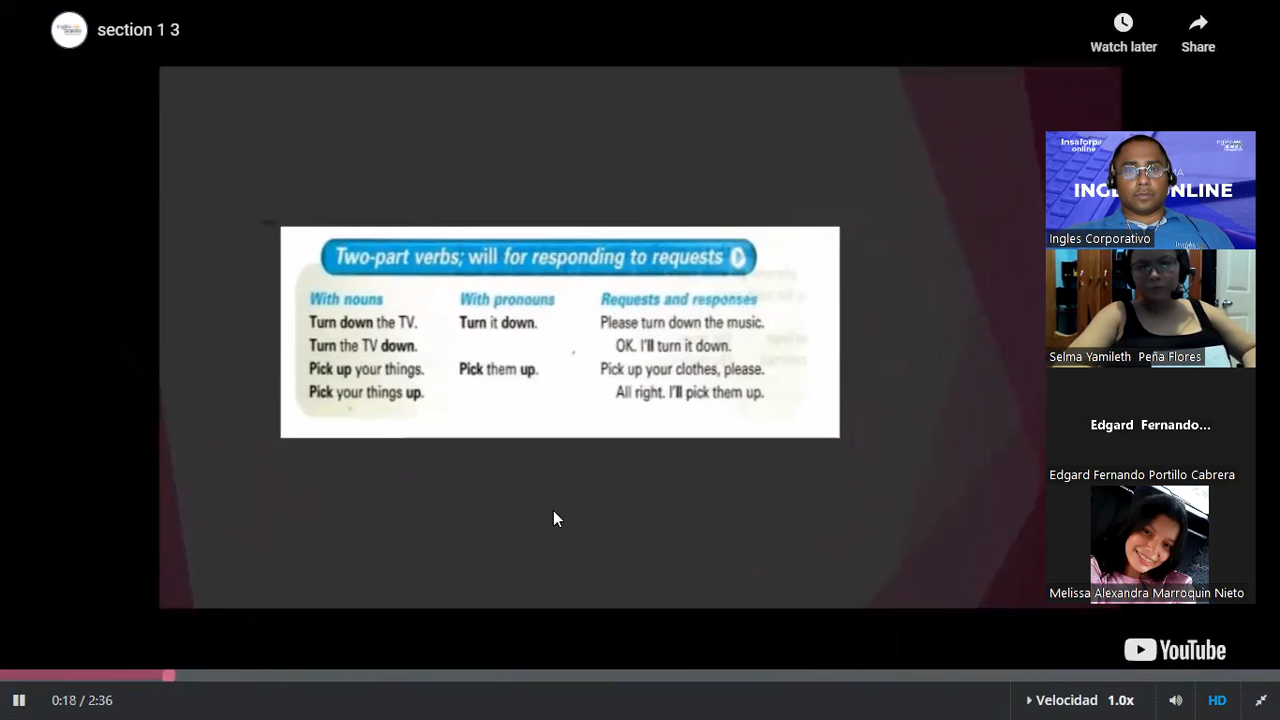 section 1 3
Watch later
Share
Two-part verbs; will for responding to requests
With nouns
With pronouns
Requests and responses
Turn down the TV.
Turn it down.
Please turn down the music.
Turn the TV down.
OK. I'll turn it down.
Pick up your things.
Pick them up.
Pick up your clothes, please.
Pick your things up.
All right. I'll pick them up.
Insaforp
online
Ingles Corporativo
Selma Yamileth Peña Flores
Edgard Fernando...
Edgard Fernando Portillo Cabrera
Melissa Alexandra Marroquin Nieto
YouTube
0:18 / 2:36
Velocidad 1.0x
HD